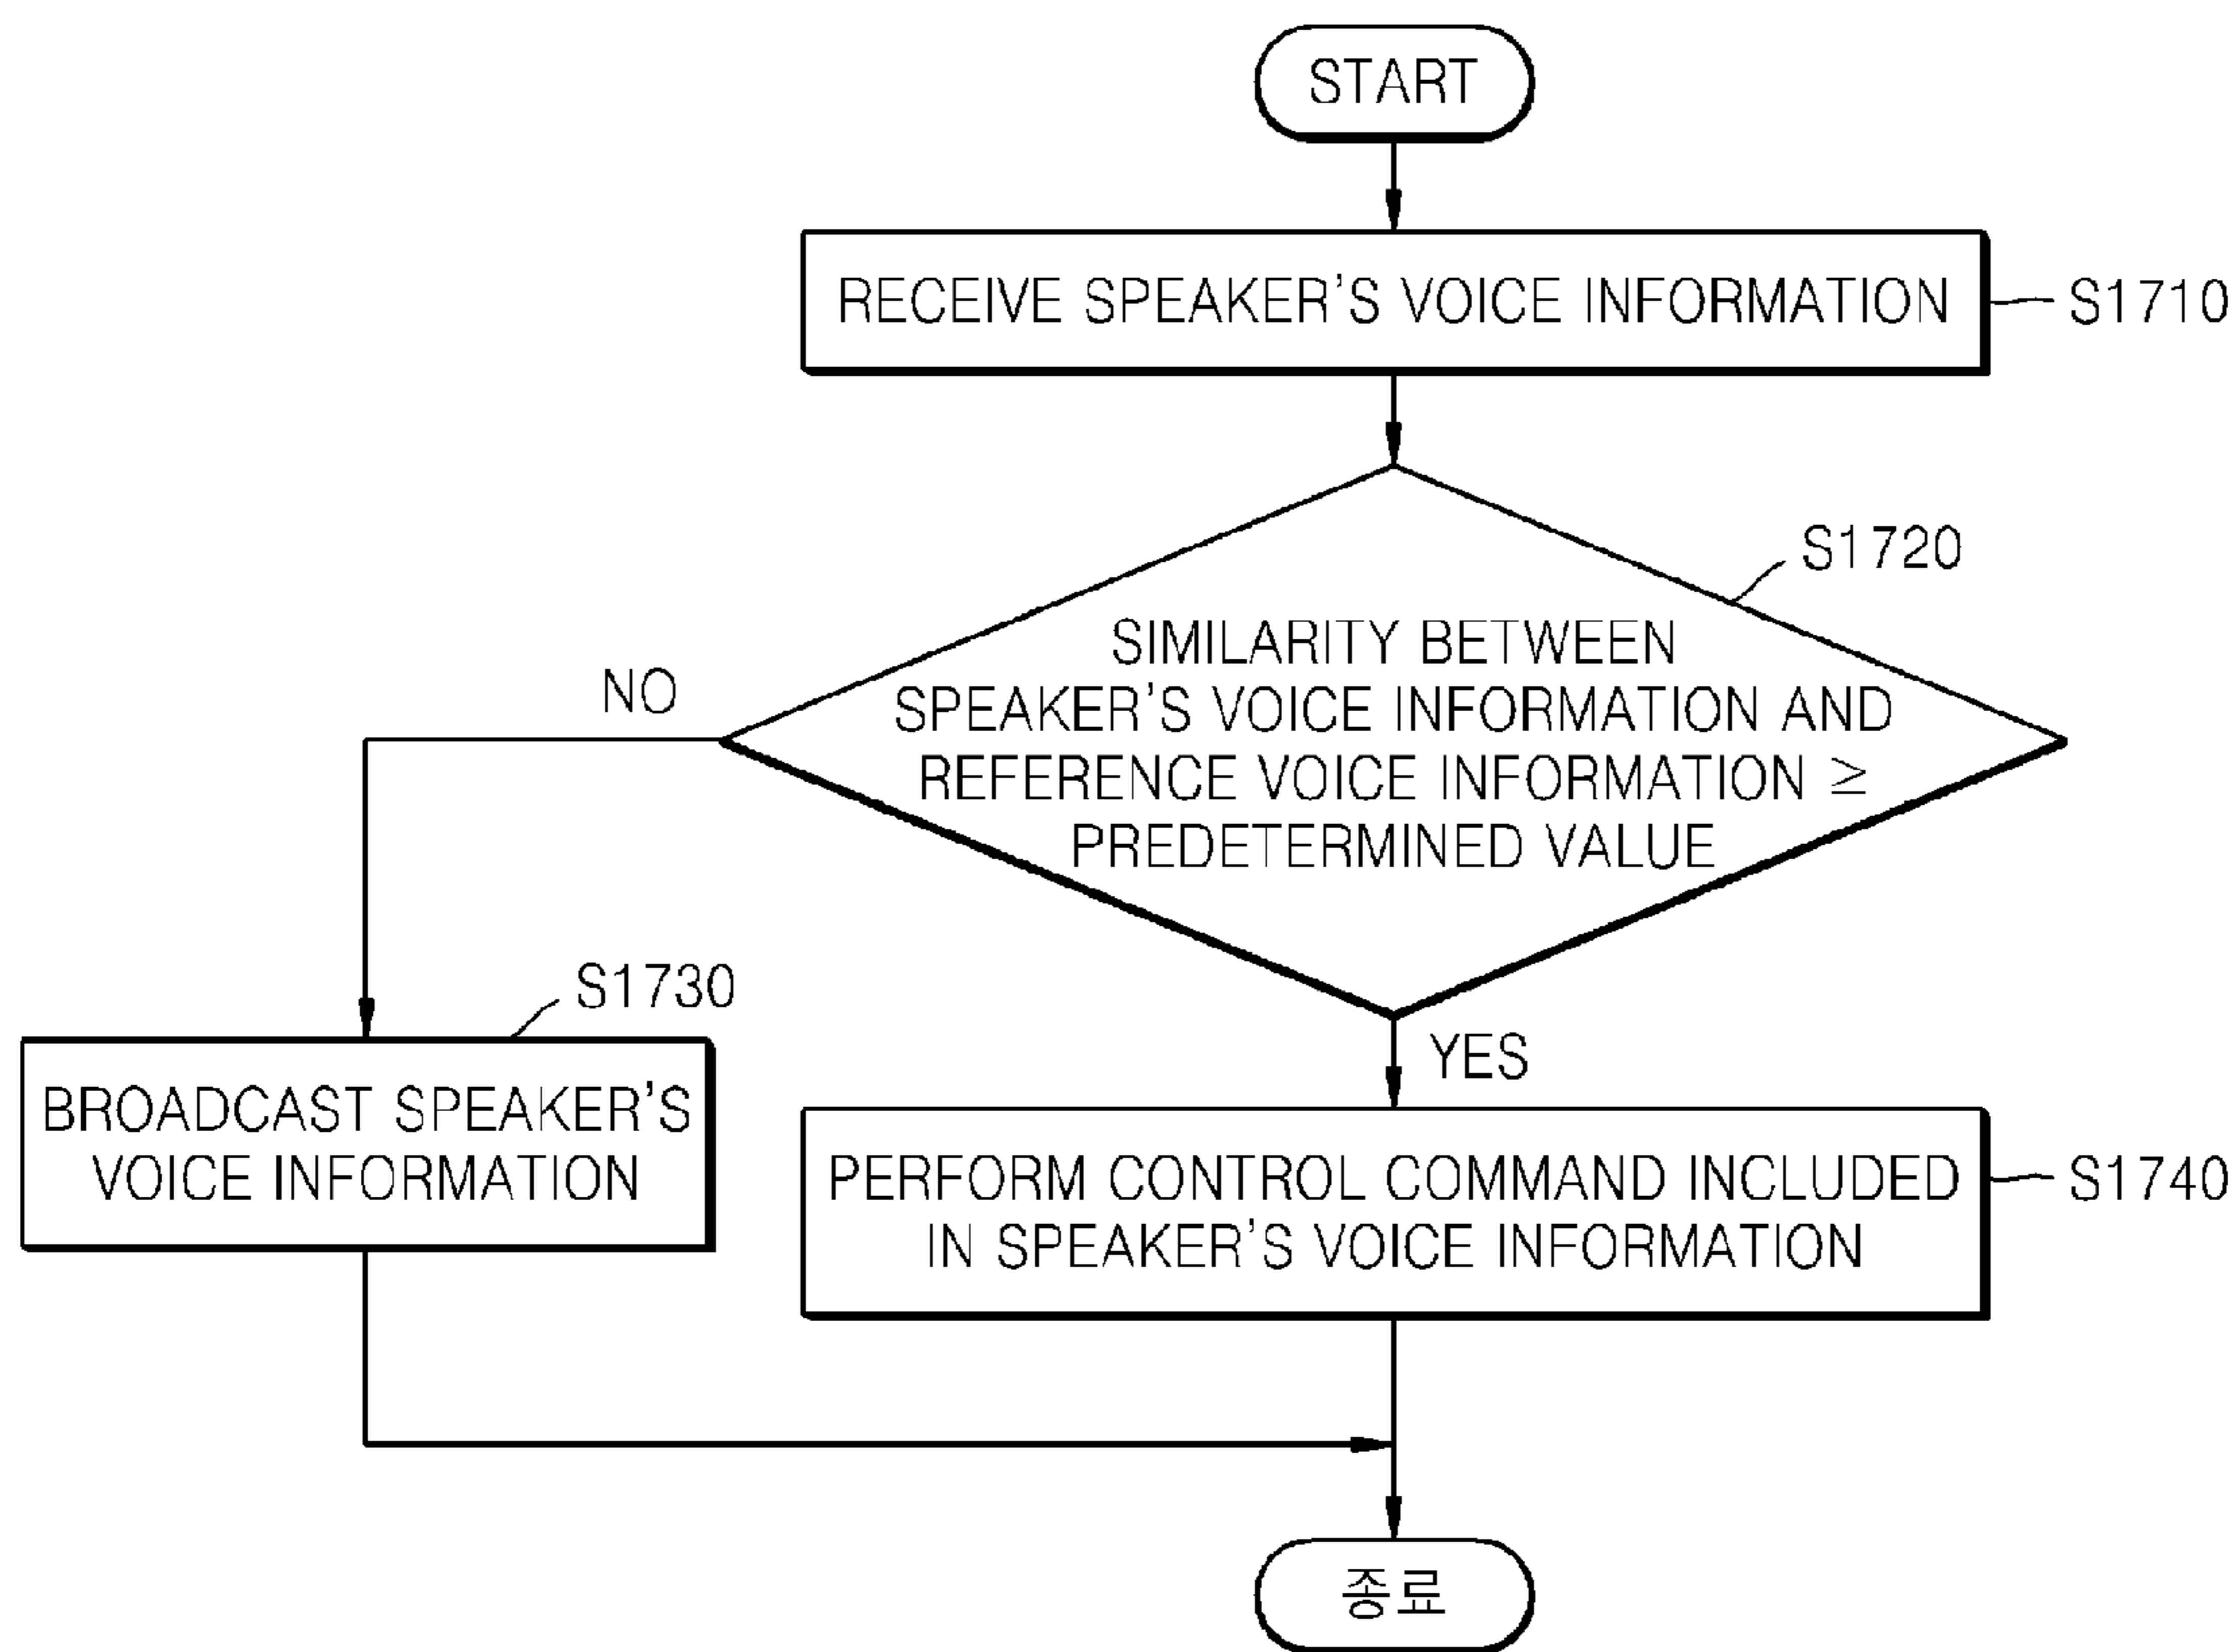 START
RECEIVE SPEAKER'S VOICE INFORMATION
S1710
S1720
SIMILARITY BETWEEN
SPEAKER'S VOICE INFORMATION AND
REFERENCE VOICE INFORMATION ≥
PREDETERMINED VALUE
NO
YES
S1730
BROADCAST SPEAKER'S
VOICE INFORMATION
PERFORM CONTROL COMMAND INCLUDED
IN SPEAKER'S VOICE INFORMATION
S1740
종료